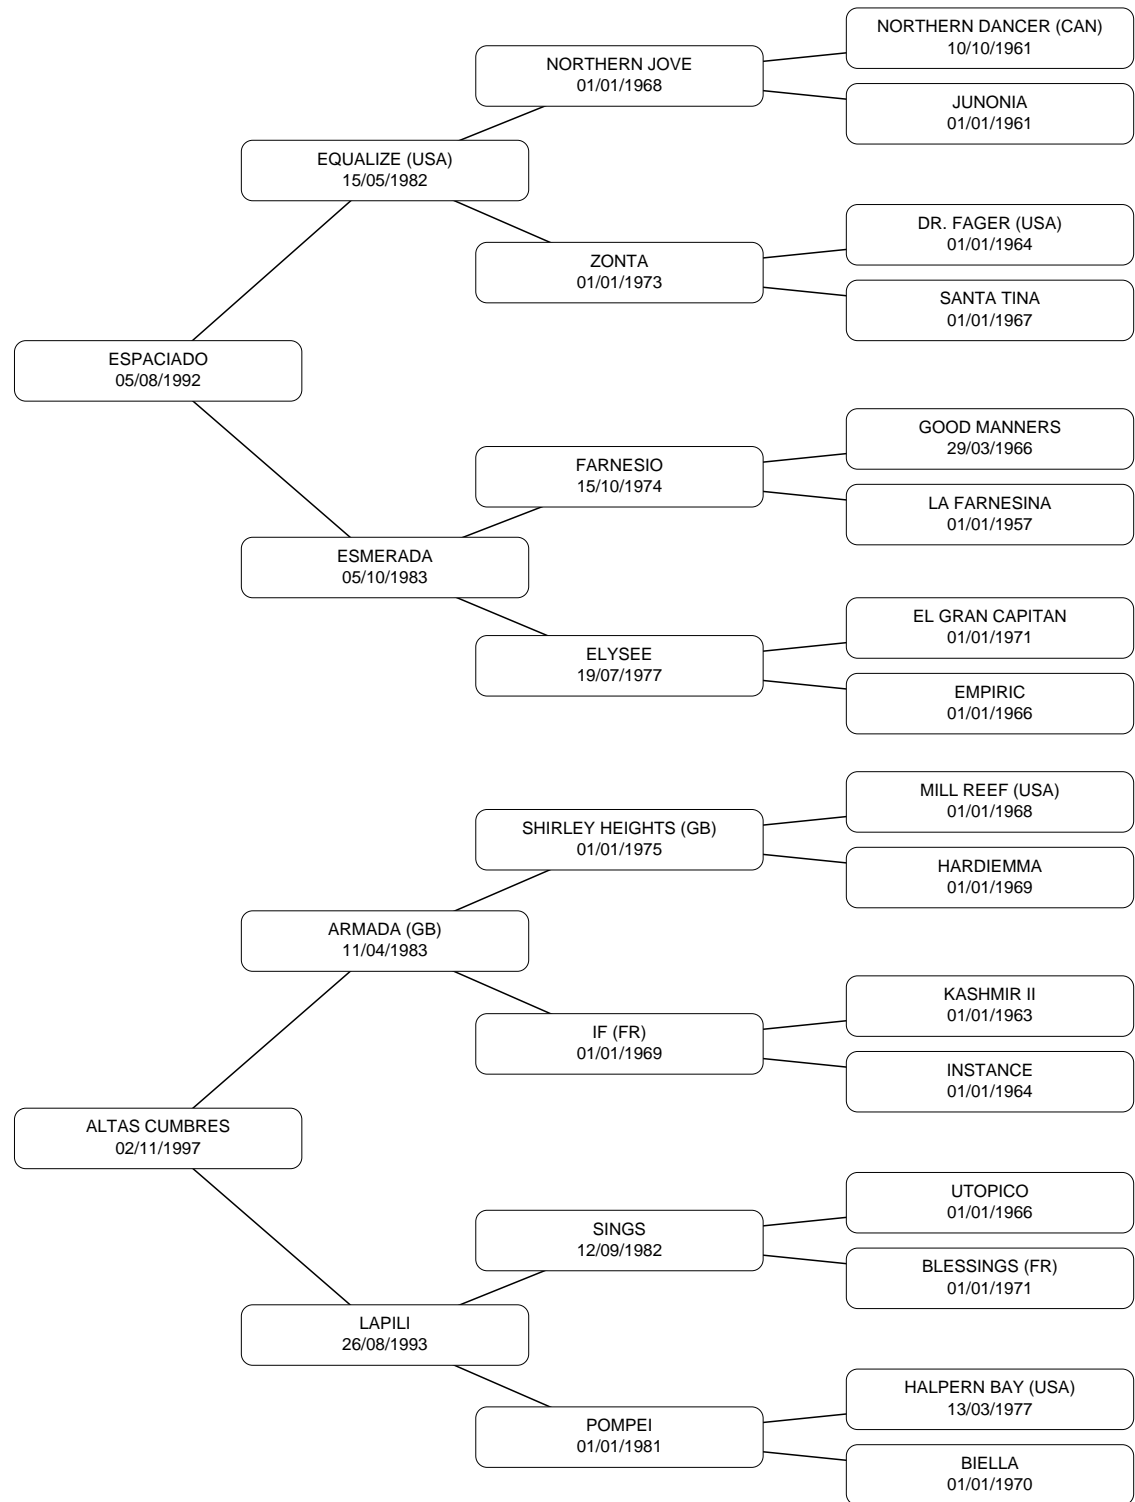 NORTHERN DANCER (CAN)
10/10/1961
NORTHERN JOVE
01/01/1968
JUNONIA
01/01/1961
EQUALIZE (USA)
15/05/1982
DR. FAGER (USA)
01/01/1964
ZONTA
01/01/1973
SANTA TINA
01/01/1967
ESPACIADO
05/08/1992
GOOD MANNERS
29/03/1966
FARNESIO
15/10/1974
LA FARNESINA
01/01/1957
ESMERADA
05/10/1983
EL GRAN CAPITAN
01/01/1971
ELYSEE
19/07/1977
EMPIRIC
01/01/1966
MILL REEF (USA)
01/01/1968
SHIRLEY HEIGHTS (GB)
01/01/1975
HARDIEMMA
01/01/1969
ARMADA (GB)
11/04/1983
KASHMIR II
01/01/1963
IF (FR)
01/01/1969
INSTANCE
01/01/1964
ALTAS CUMBRES
02/11/1997
UTOPICO
01/01/1966
SINGS
12/09/1982
BLESSINGS (FR)
01/01/1971
LAPILI
26/08/1993
HALPERN BAY (USA)
13/03/1977
POMPEI
01/01/1981
BIELLA
01/01/1970